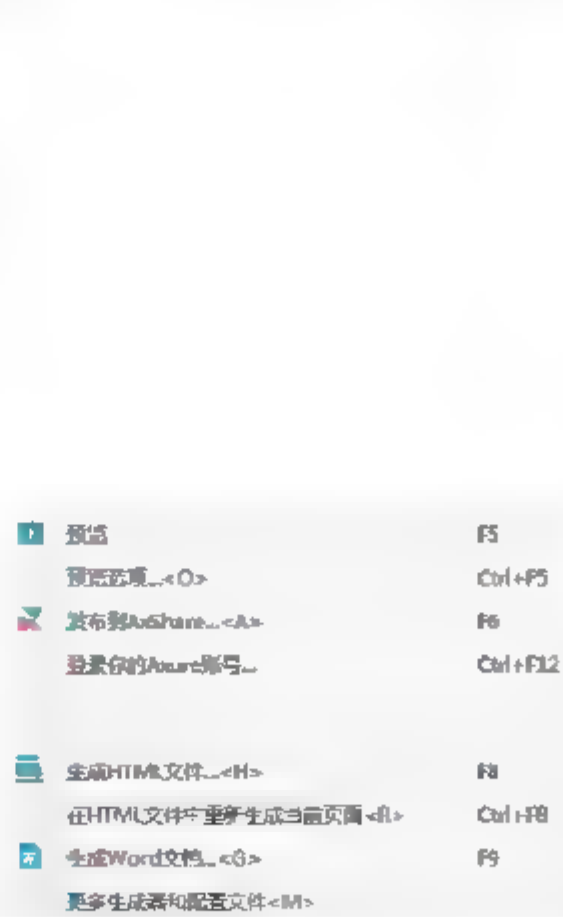 预览 F5
预览选项...<O> Ctrl+F5
发布到AxShare...<A> F6
登录你的Axure账号... Ctrl+F12
生成HTML文件...<H> F8
在HTML文件中重新生成当前页面<R> Ctrl+F8
生成Word文档...<G> F9
更多生成器和配置文件<M>